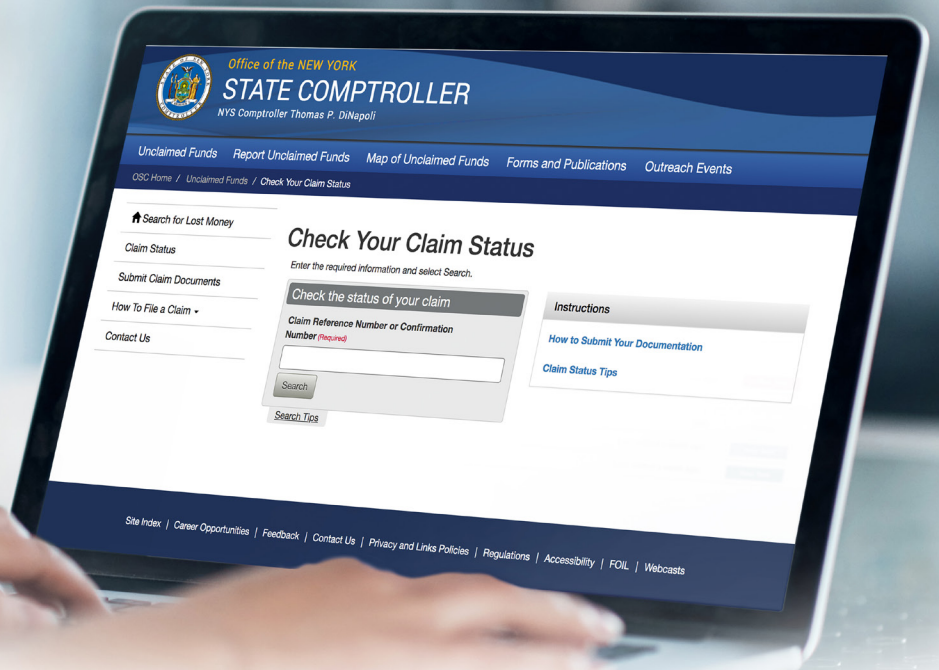 Office of the NEW YORK
STATE COMPTROLLER
NYS Comptroller Thomas P. DiNapoli
Unclaimed Funds Report Unclaimed Funds Map of Unclaimed Funds Forms and Publications Outreach Events
OSC Home / Unclaimed Funds / Check Your Claim Status
Search for Lost Money
Claim Status
Submit Claim Documents
How To File a Claim
Contact Us
Check Your Claim Status
Enter the required information and select Search.
Check the status of your claim
Claim Reference Number or Confirmation
Number (Required)
Search
Search Tips
Instructions
How to Submit Your Documentation
Claim Status Tips
Site Index | Career Opportunities | Feedback | Contact Us | Privacy and Links Policies | Regulations | Accessibility | FOIL | Webcasts